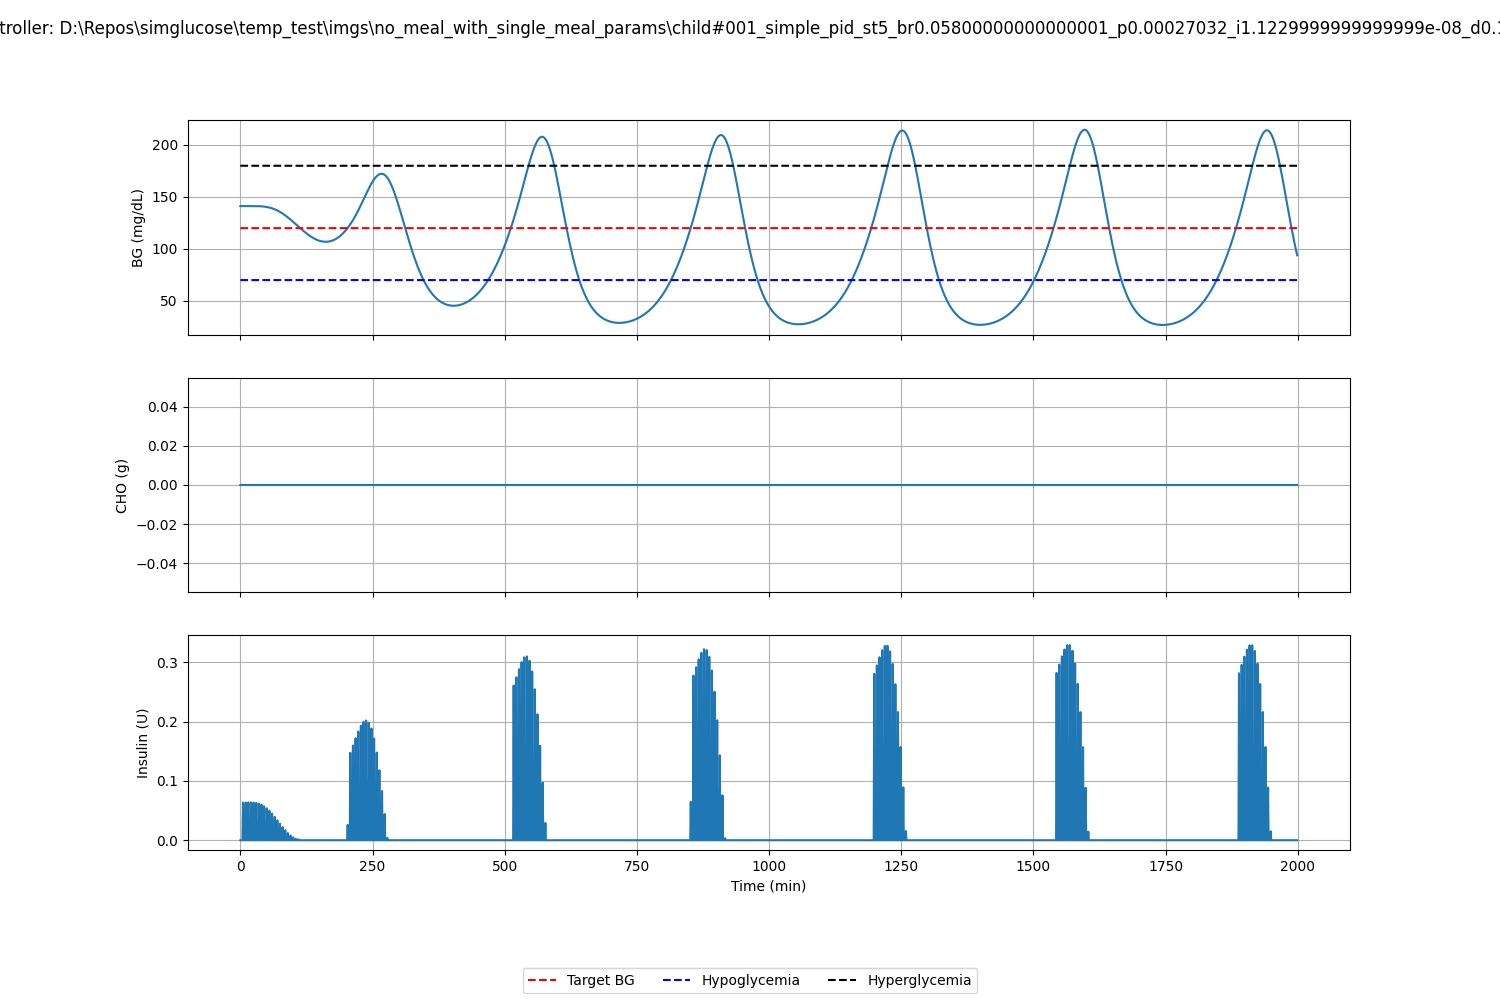 troller: D:\Repos\simglucose\temp_test\imgs\no_meal_with_single_meal_params\child#001_simple_pid_st5_br0.05800000000000001_p0.00027032_i1.1229999999999999e-08_d0.1
200
150
100
50
BG (mg/dL)
0.04
0.02
0.00
−0.02
−0.04
CHO (g)
0.3
0.2
0.1
0.0
Insulin (U)
0 250 500 750 1000 1250 1500 1750 2000
Time (min)
Target BG Hypoglycemia Hyperglycemia